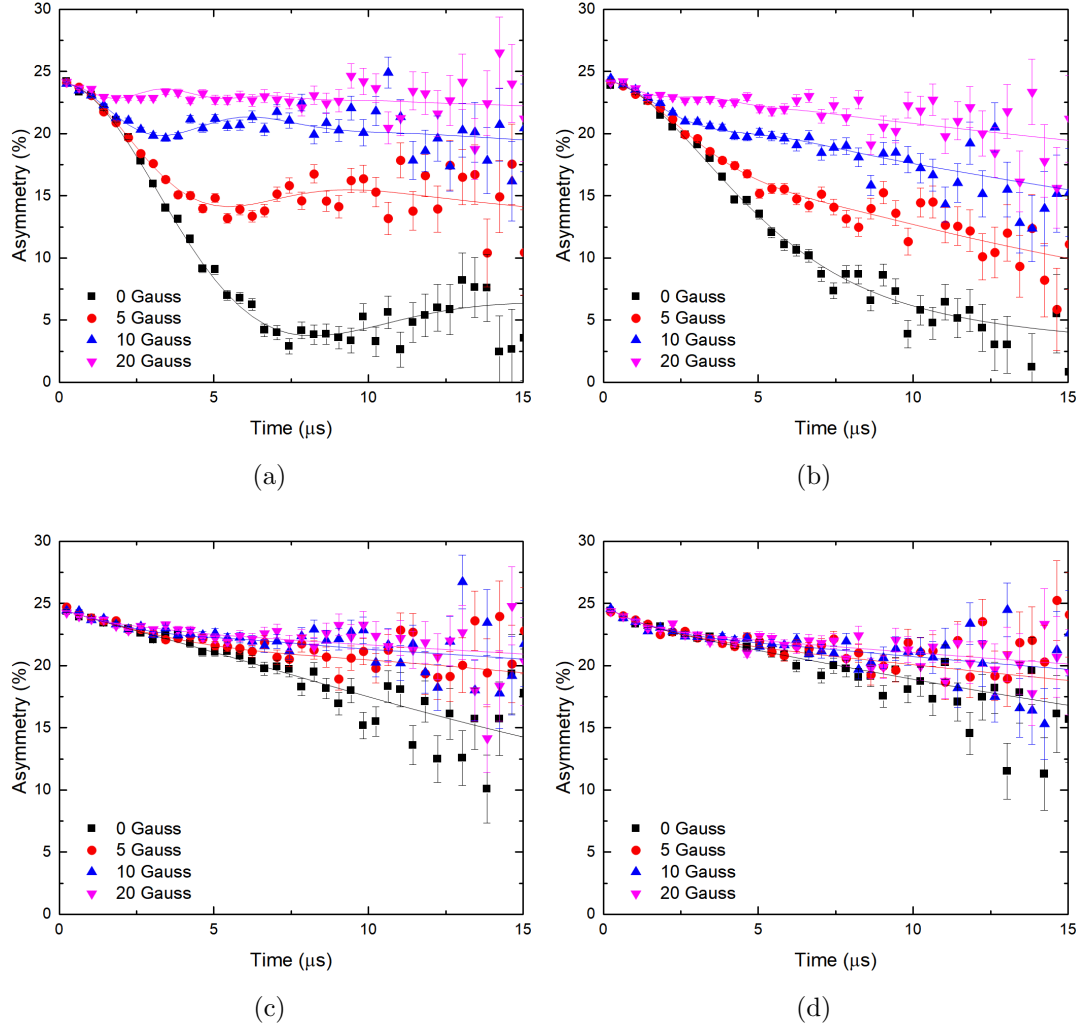 30
25
20
15
10
5
0
Asymmetry (%)
0 Gauss
5 Gauss
10 Gauss
20 Gauss
0 5 10 15
Time (μs)
(a)
30
25
20
15
10
5
0
Asymmetry (%)
0 Gauss
5 Gauss
10 Gauss
20 Gauss
0 5 10 15
Time (μs)
(b)
30
25
20
15
10
5
0
Asymmetry (%)
0 Gauss
5 Gauss
10 Gauss
20 Gauss
0 5 10 15
Time (μs)
(c)
30
25
20
15
10
5
0
Asymmetry (%)
0 Gauss
5 Gauss
10 Gauss
20 Gauss
0 5 10 15
Time (μs)
(d)